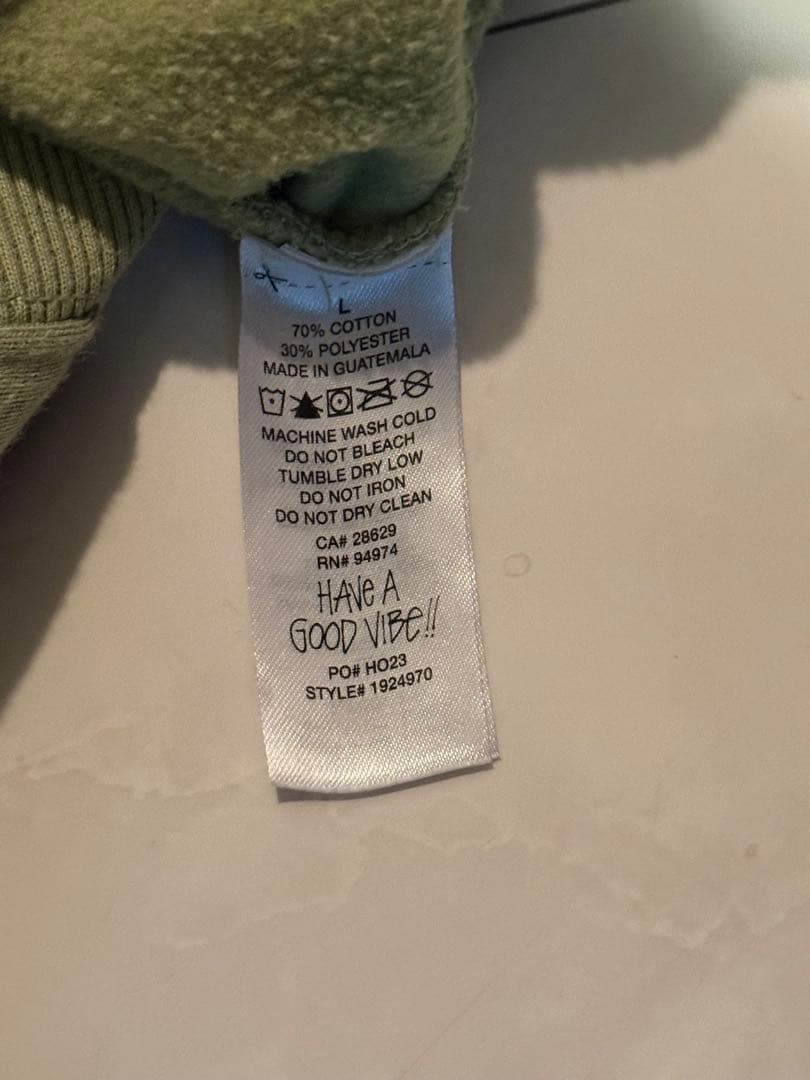 L
70% COTTON
30% POLYESTER
MADE IN GUATEMALA
MACHINE WASH COLD
DO NOT BLEACH
TUMBLE DRY LOW
DO NOT IRON
DO NOT DRY CLEAN
CA# 28629
RN# 94974
HAVE A
GOOD VIBE!!
PO# HO23
STYLE# 1924970